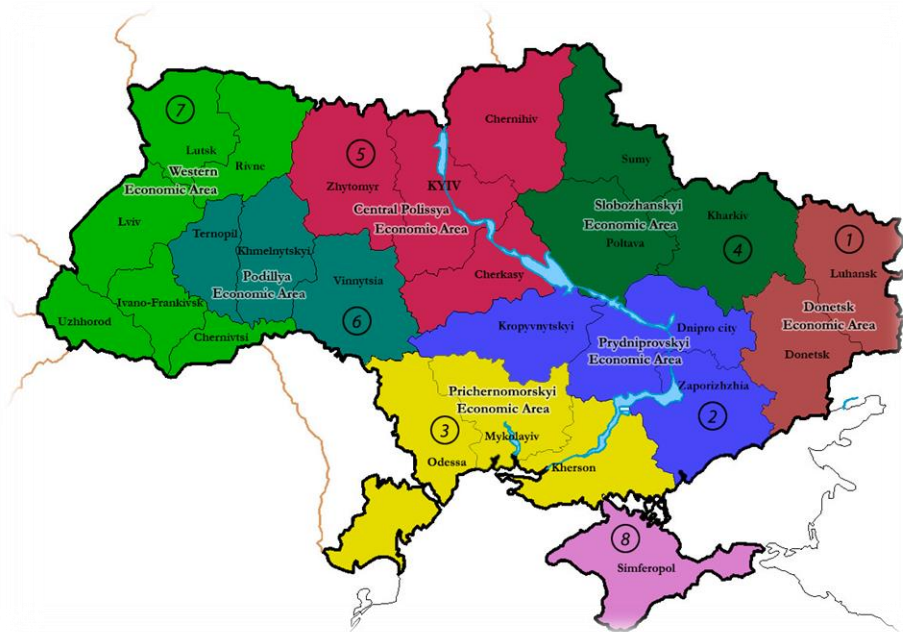 Chernihiv
7
Lutsk
Rivne
5
Sumy
Western
Economic Area
Zhytomyr
KYIV
Central Polissya
Economic Area
Slobozhanskyi
Economic Area
Kharkiv
Lviv
Ternopil
Khmelnytskyi
Poltava
4
1
Luhansk
Podillya
Economic Area
Vinnytsia
Cherkasy
Ivano-Frankivsk
Uzhhorod
6
Donetsk
Economic Area
Chernivtsi
Kropyvnytskyi
Dnipro city
Prydniprovskyi
Economic Area
Donetsk
Zaporizhzhia
Prichernomorskyi
Economic Area
2
3
Mykolayiv
Odessa
Kherson
8
Simferopol